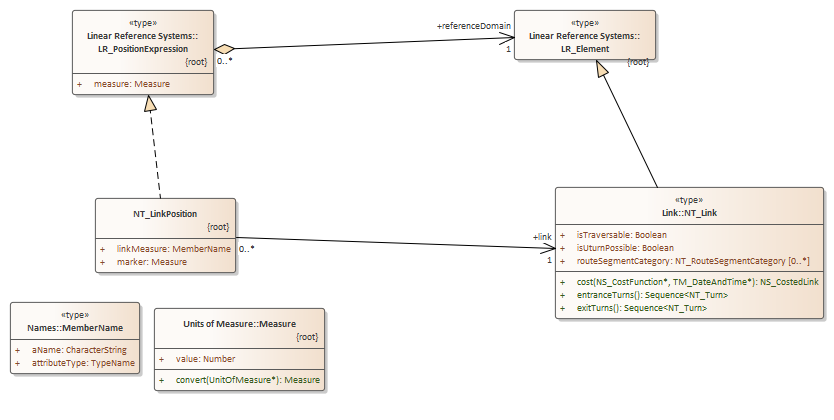 «type»
Linear Reference Systems::
LR_PositionExpression
{root}
+ measure: Measure
0..*
+referenceDomain
1
«type»
Linear Reference Systems::
LR_Element
{root}
NT_LinkPosition
{root}
+ linkMeasure: MemberName
+ marker: Measure
0..*
+link
1
«type»
Link::NT_Link
+ isTraversable: Boolean
+ isUturnPossible: Boolean
+ routeSegmentCategory: NT_RouteSegmentCategory [0..*]
+ cost(NS_CostFunction*, TM_DateAndTime*): NS_CostedLink
+ entranceTurns(): Sequence<NT_Turn>
+ exitTurns(): Sequence<NT_Turn>
«type»
Names::MemberName
+ aName: CharacterString
+ attributeType: TypeName
Units of Measure::Measure
{root}
+ value: Number
+ convert(UnitOfMeasure*): Measure